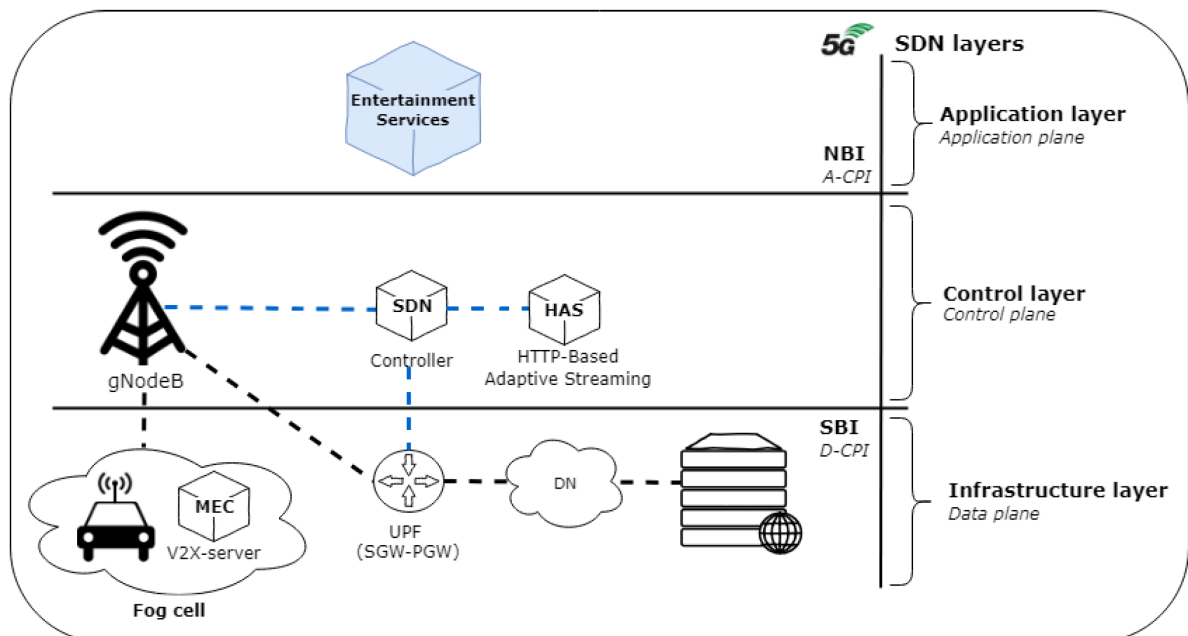 5G
SDN layers
Entertainment
Services
Application layer
Application plane
NBI
A-CPI
SDN
HAS
Controller
HTTP-Based
Adaptive Streaming
gNodeB
Control layer
Control plane
SBI
D-CPI
MEC
V2X-server
Fog cell
UPF
(SGW-PGW)
DN
Infrastructure layer
Data plane